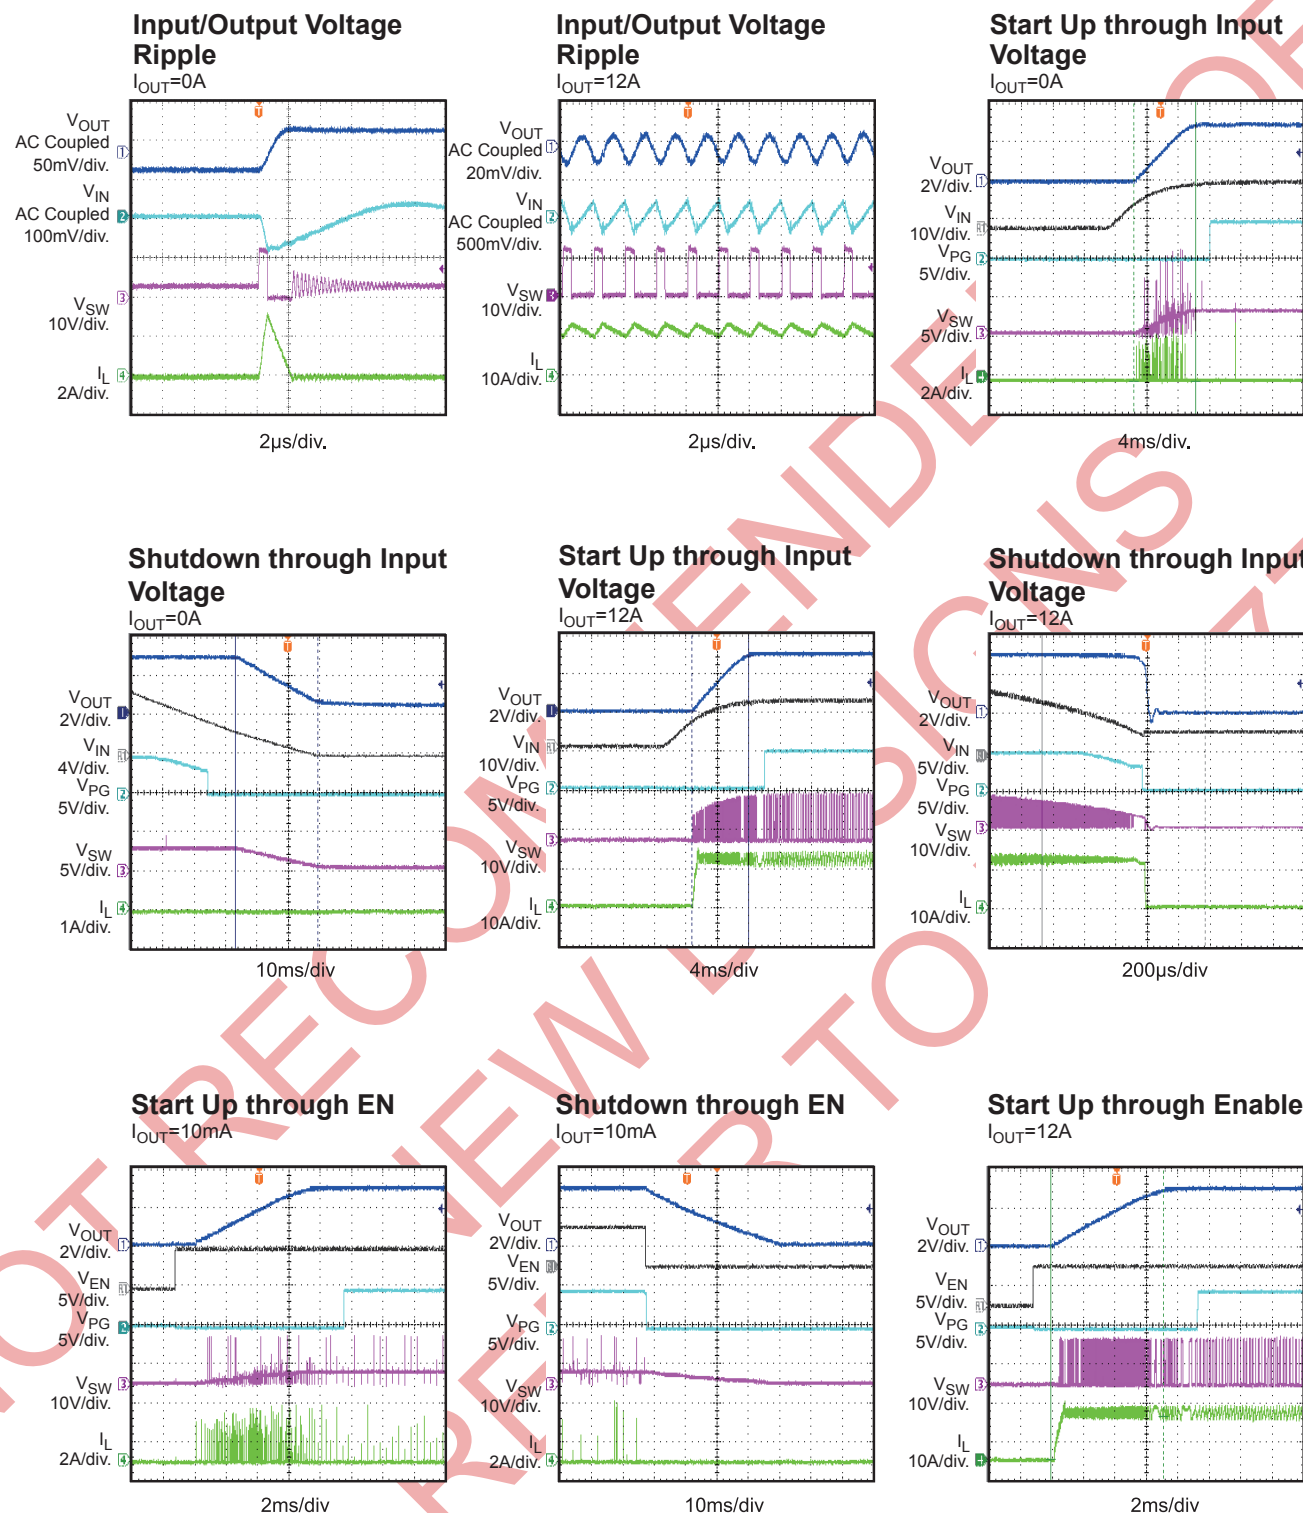 Input/Output Voltage
Ripple
IOUT=0A
VOUT
AC Coupled
50mV/div.
VIN
AC Coupled
100mV/div.
VSW
10V/div.
IL
2A/div.
2µs/div.
Input/Output Voltage
Ripple
IOUT=12A
VOUT
AC Coupled
20mV/div.
VIN
AC Coupled
500mV/div.
VSW
10V/div.
IL
10A/div.
2µs/div.
Start Up through Input
Voltage
IOUT=0A
VOUT
2V/div.
VIN
10V/div.
VPG
5V/div.
VSW
5V/div.
IL
2A/div.
4ms/div.
Shutdown through Input
Voltage
IOUT=0A
VOUT
2V/div.
VIN
4V/div.
VPG
5V/div.
VSW
5V/div.
IL
1A/div.
10ms/div
Start Up through Input
Voltage
IOUT=12A
VOUT
2V/div.
VIN
10V/div.
VPG
5V/div.
VSW
10V/div.
IL
10A/div.
4ms/div
Shutdown through Input
Voltage
IOUT=12A
VOUT
2V/div.
VIN
5V/div.
VPG
5V/div.
VSW
10V/div.
IL
10A/div.
200µs/div
Start Up through EN
IOUT=10mA
VOUT
2V/div.
VEN
5V/div.
VPG
5V/div.
VSW
10V/div.
IL
2A/div.
2ms/div
Shutdown through EN
IOUT=10mA
VOUT
2V/div.
VEN
5V/div.
VPG
5V/div.
VSW
10V/div.
IL
2A/div.
10ms/div
Start Up through Enable
IOUT=12A
VOUT
2V/div.
VEN
5V/div.
VPG
5V/div.
VSW
10V/div.
IL
10A/div.
2ms/div